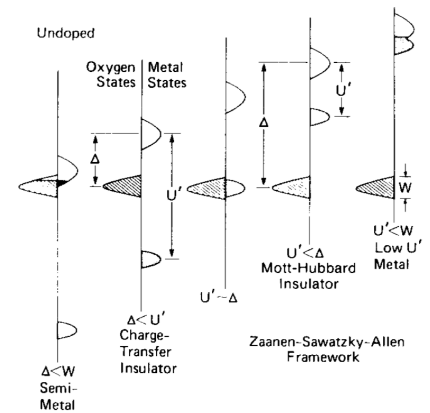 Undoped
Oxygen Metal
States States
Δ
U'
Δ
U'
W
Δ<W
Semi-
Metal
Δ<U'
Charge-
Transfer
Insulator
U'~Δ
U'<Δ
Mott-Hubbard
Insulator
U'<W
Low U'
Metal
Zaanen-Sawatzky-Allen
Framework